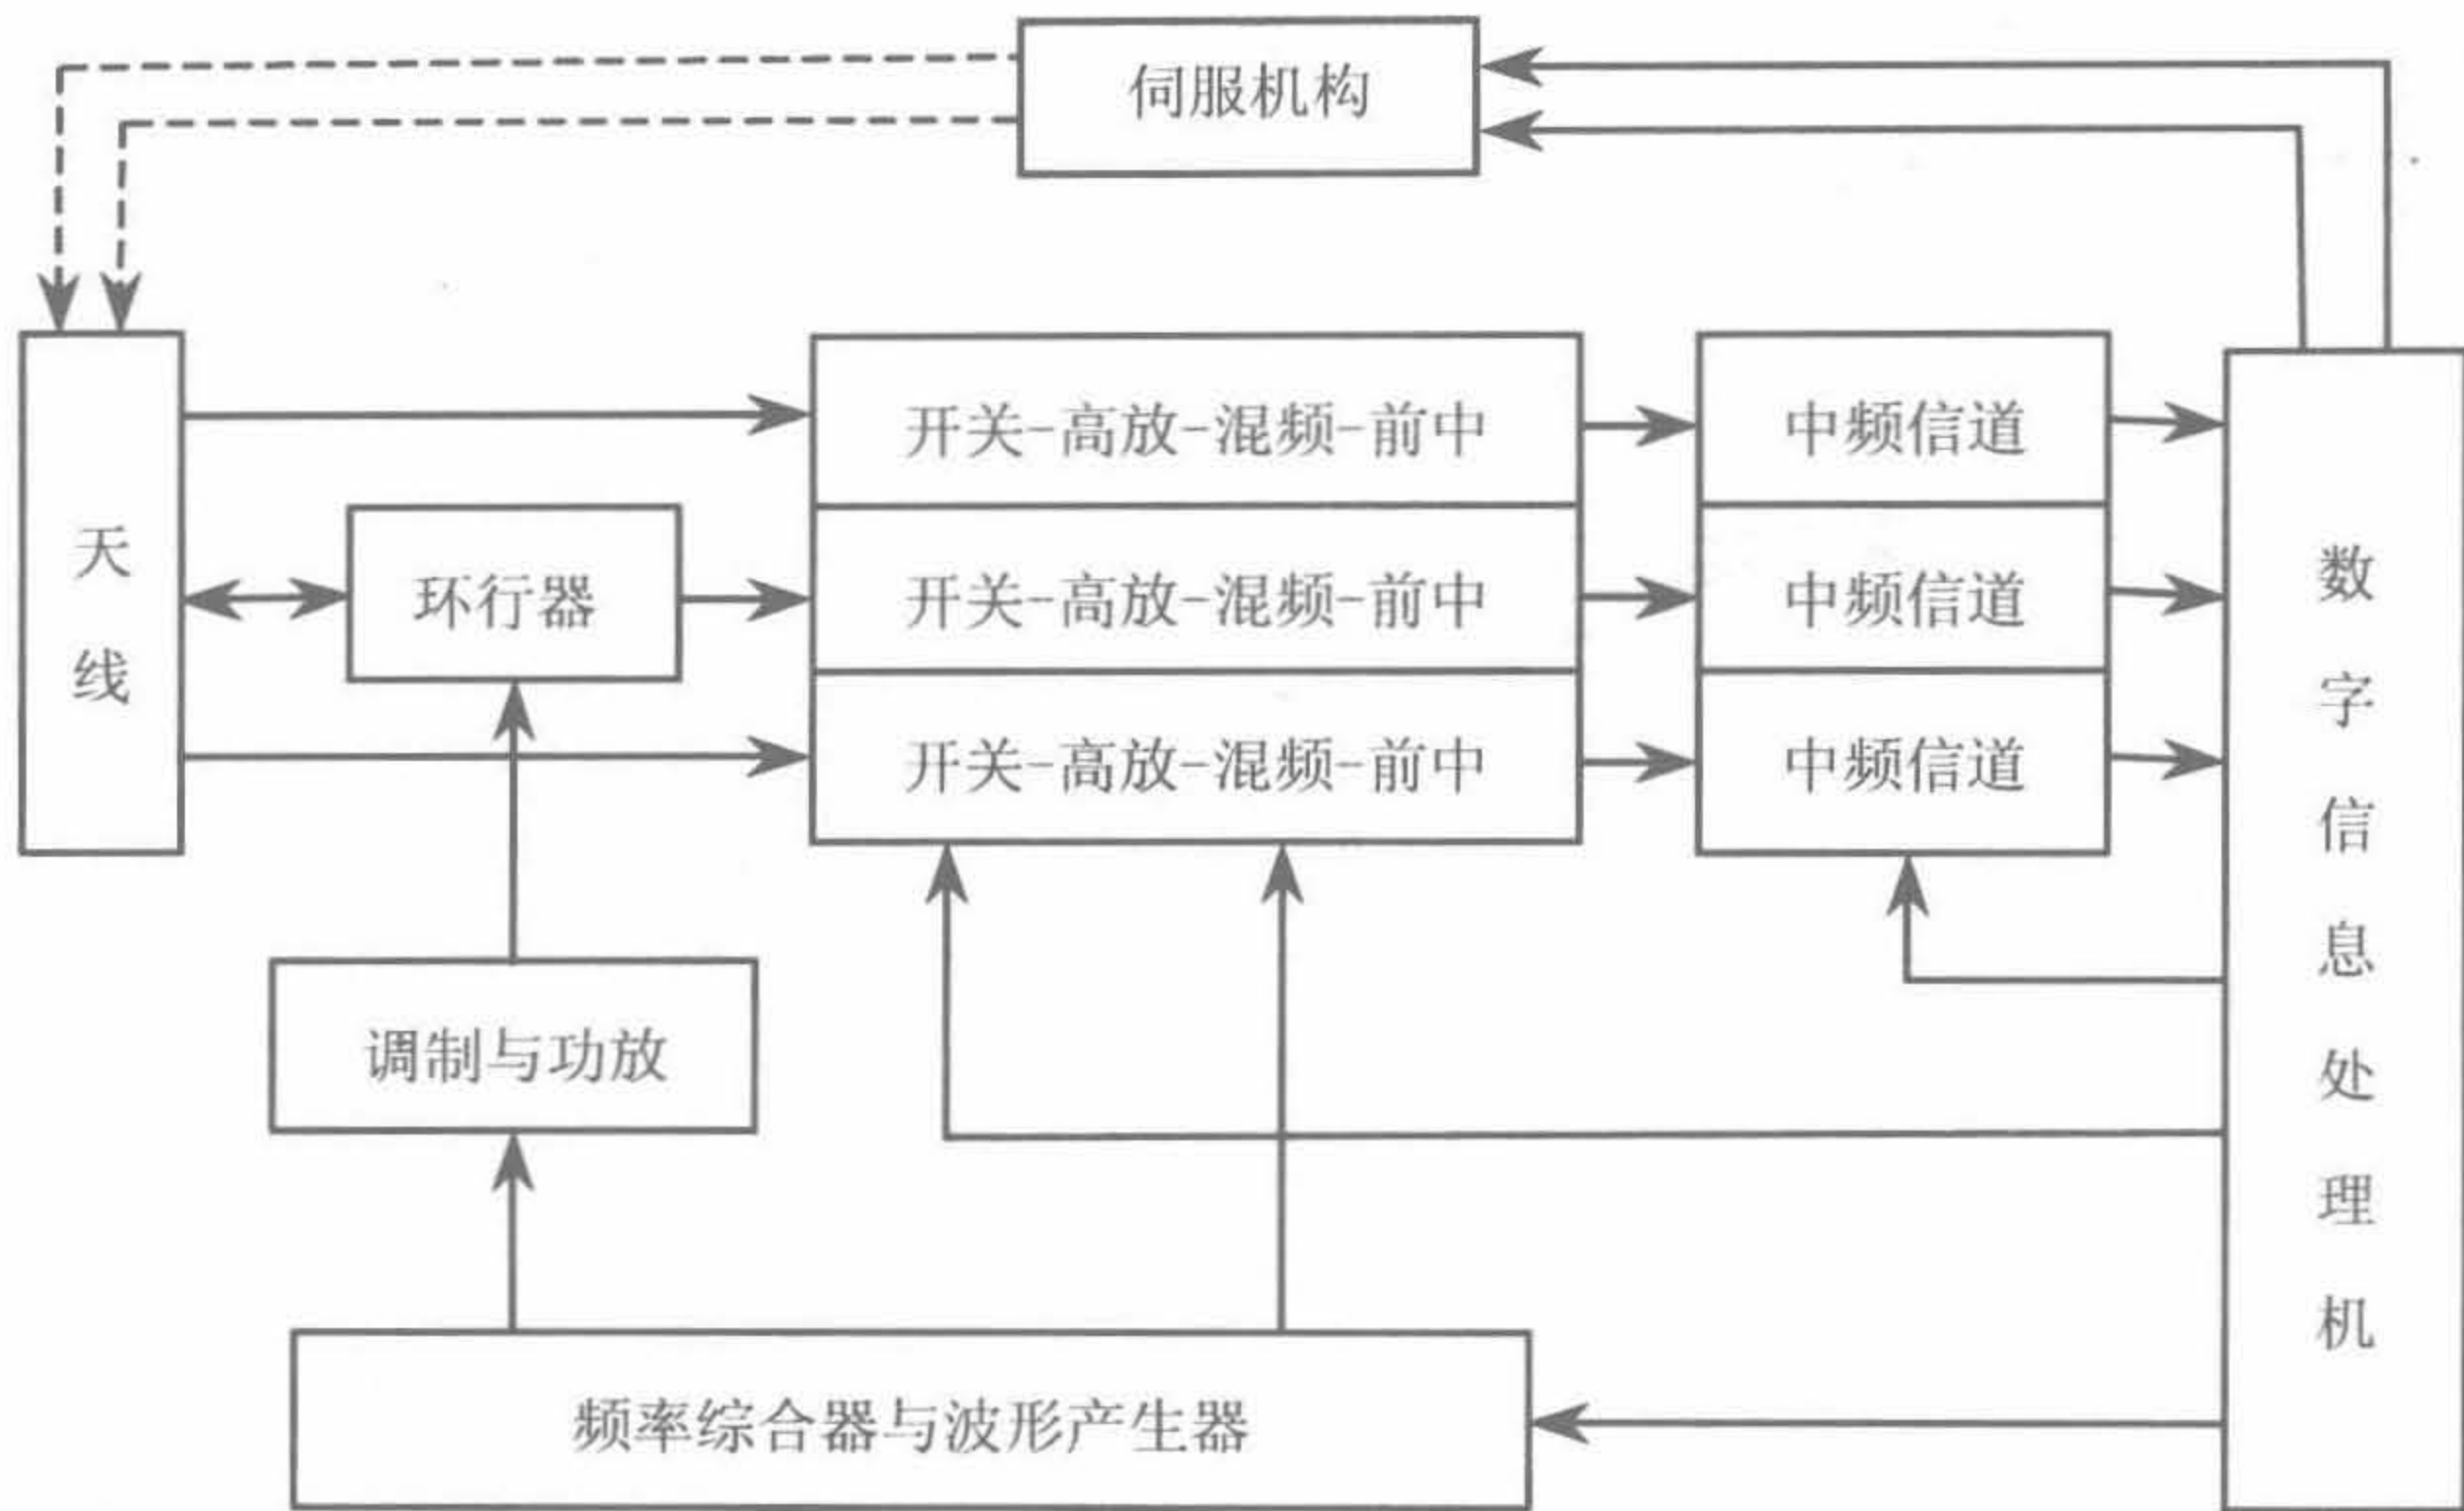 伺服机构
天线
开关-高放-混频-前中
中频信道
环行器
开关-高放-混频-前中
中频信道
开关-高放-混频-前中
中频信道
数字信息处理机
调制与功放
频率综合器与波形产生器